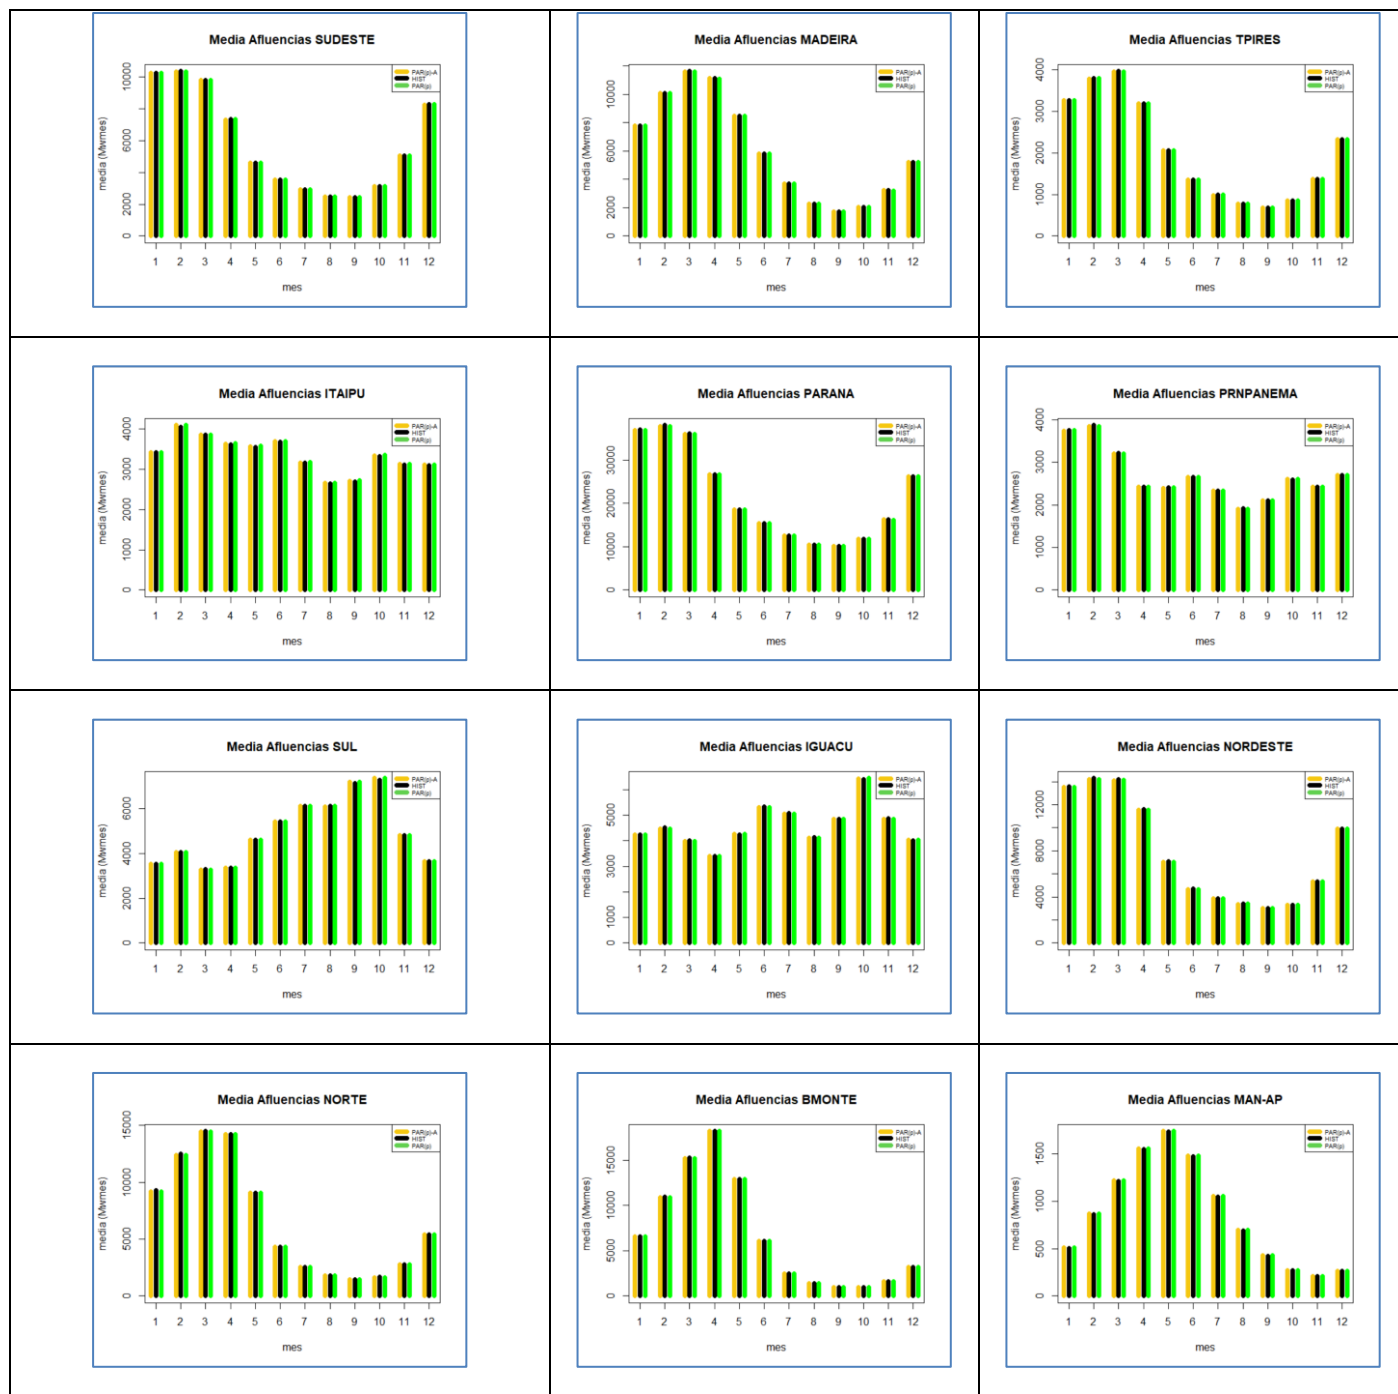 Media Afluencias SUDESTE
media (Mwmes)
0 2000 6000 10000
PAR(p)-A
HIST
PAR(p)
1 2 3 4 5 6 7 8 9 10 11 12
mes
Media Afluencias MADEIRA
media (Mwmes)
0 2000 6000 10000
PAR(p)-A
HIST
PAR(p)
1 2 3 4 5 6 7 8 9 10 11 12
mes
Media Afluencias TPIRES
media (Mwmes)
0 1000 2000 3000 4000
PAR(p)-A
HIST
PAR(p)
1 2 3 4 5 6 7 8 9 10 11 12
mes
Media Afluencias ITAIPU
media (Mwmes)
0 1000 2000 3000 4000
PAR(p)-A
HIST
PAR(p)
1 2 3 4 5 6 7 8 9 10 11 12
mes
Media Afluencias PARANA
media (Mwmes)
0 10000 20000 30000
PAR(p)-A
HIST
PAR(p)
1 2 3 4 5 6 7 8 9 10 11 12
mes
Media Afluencias PRNPANEMA
media (Mwmes)
0 1000 2000 3000 4000
PAR(p)-A
HIST
PAR(p)
1 2 3 4 5 6 7 8 9 10 11 12
mes
Media Afluencias SUL
media (Mwmes)
0 2000 4000 6000
PAR(p)-A
HIST
PAR(p)
1 2 3 4 5 6 7 8 9 10 11 12
mes
Media Afluencias IGUACU
media (Mwmes)
0 1000 3000 5000
PAR(p)-A
HIST
PAR(p)
1 2 3 4 5 6 7 8 9 10 11 12
mes
Media Afluencias NORDESTE
media (Mwmes)
0 4000 8000 12000
PAR(p)-A
HIST
PAR(p)
1 2 3 4 5 6 7 8 9 10 11 12
mes
Media Afluencias NORTE
media (Mwmes)
0 5000 10000 15000
PAR(p)-A
HIST
PAR(p)
1 2 3 4 5 6 7 8 9 10 11 12
mes
Media Afluencias BMONTE
media (Mwmes)
0 5000 10000 15000
PAR(p)-A
HIST
PAR(p)
1 2 3 4 5 6 7 8 9 10 11 12
mes
Media Afluencias MAN-AP
media (Mwmes)
0 500 1000 1500
PAR(p)-A
HIST
PAR(p)
1 2 3 4 5 6 7 8 9 10 11 12
mes